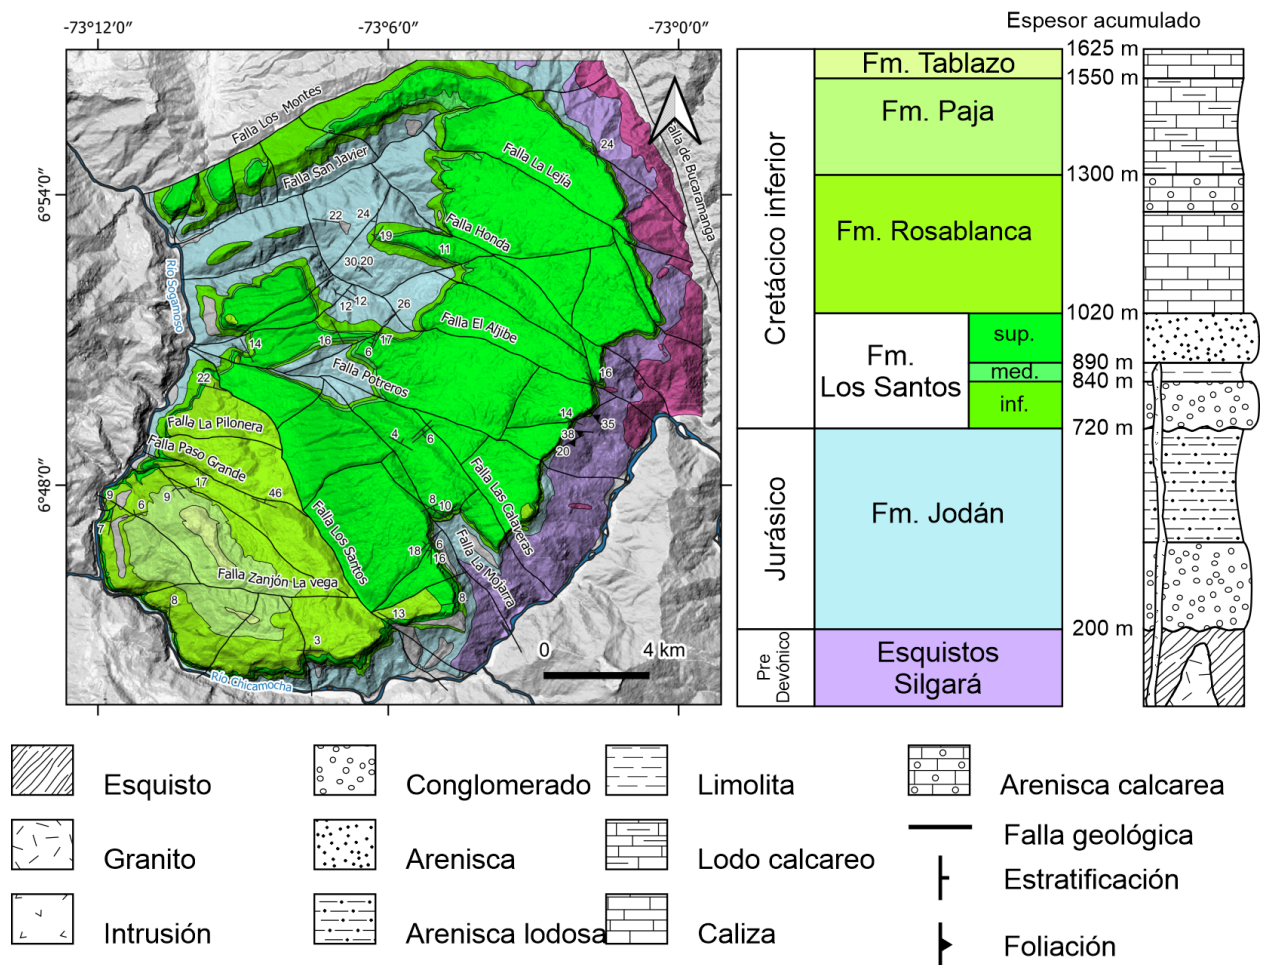 -73°12′0″
-73°6′0″
-73°0′0″
6°54′0″
6°48′0″
Falla Los Montes
Falla San Javier
Falla La Lejía
24
Falla de Bucaramanga
22
24
19
Falla Honda
11
30
20
Río Sogamoso
12
12
26
Falla El Aljibe
14
16
17
6
Falla Potreros
16
22
14
35
38
20
Falla La Pilonera
4
6
Falla Paso Grande
17
46
9
9
6
7
Falla Las Calaveras
8
10
Falla Los Santos
18
6
16
Falla La Mojarra
Falla Zanjón La vega
8
8
13
3
Río Chicamocha
0
4 km
Espesor acumulado
1625 m
1550 m
1300 m
1020 m
890 m
840 m
720 m
200 m
Cretácico inferior
Fm. Tablazo
Fm. Paja
Fm. Rosablanca
Fm.
Los Santos
sup.
med.
inf.
Jurásico
Fm. Jodán
Pre
Devónico
Esquistos
Silgará
Esquisto
Conglomerado
Limolita
Arenisca calcarea
Granito
Arenisca
Lodo calcareo
Falla geológica
Estratificación
Intrusión
Arenisca lodosa
Caliza
Foliación